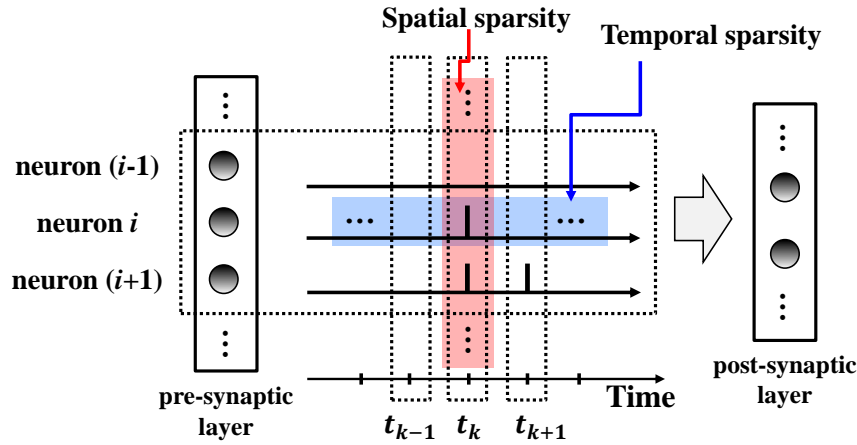 Spatial sparsity
Temporal sparsity
neuron (i-1)
neuron i
neuron (i+1)
pre-synaptic
layer
Time
post-synaptic
layer
t_{k-1}
t_k
t_{k+1}